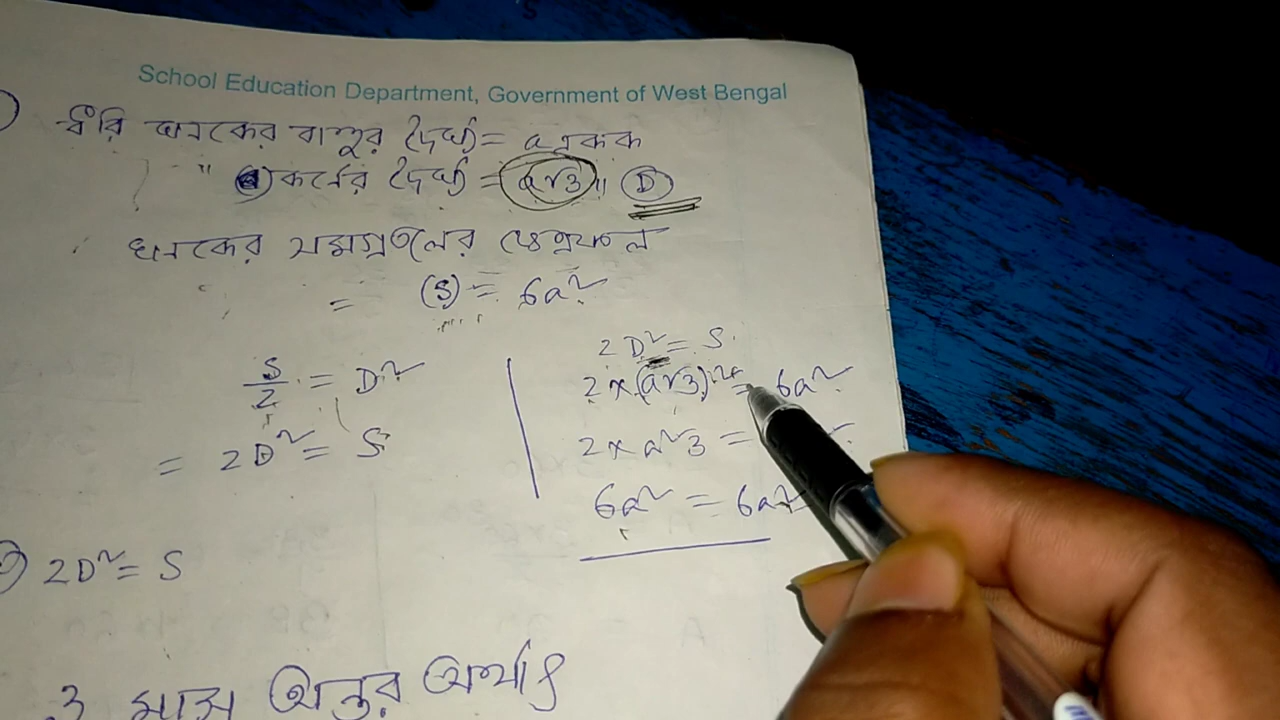 School Education Department, Government of West Bengal
ধরি ঘনকের বাহুর দৈর্ঘ্য = a একক
" কর্নের দৈর্ঘ্য = a√3 " D
ঘনকের সমগ্রতলের ক্ষেত্রফল
= (S) = 6a²
S/2 = D²
= 2D² = S
2D² = S
2×(a√3)² = 6a²
2×a²3 =
6a² = 6a²
2D² = S
3 মাস অন্তর অর্থাৎ